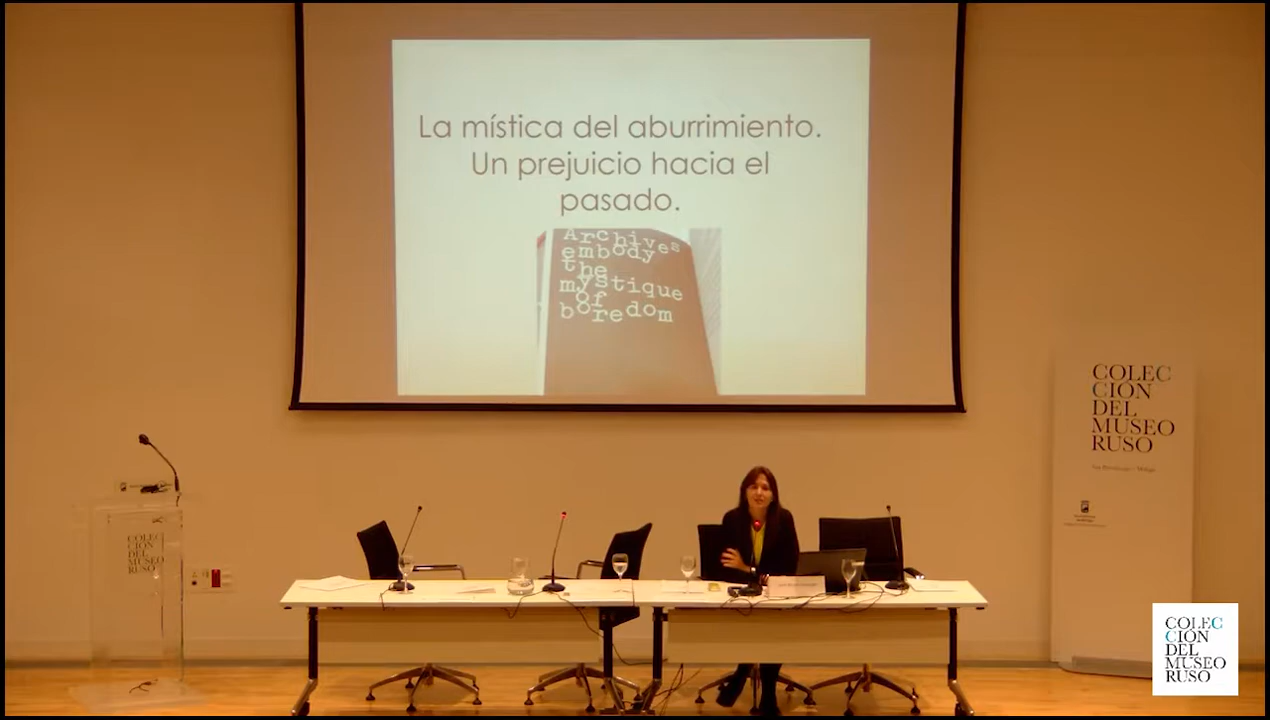 La mística del aburrimiento.
Un prejuicio hacia el
pasado.
Archives
embody
the
mystique
of
boredom
COLEC
CIÓN
DEL
MUSEO
RUSO
COLEC
CIÓN
DEL
MUSEO
RUSO
COLEC
CIÓN
DEL
MUSEO
RUSO